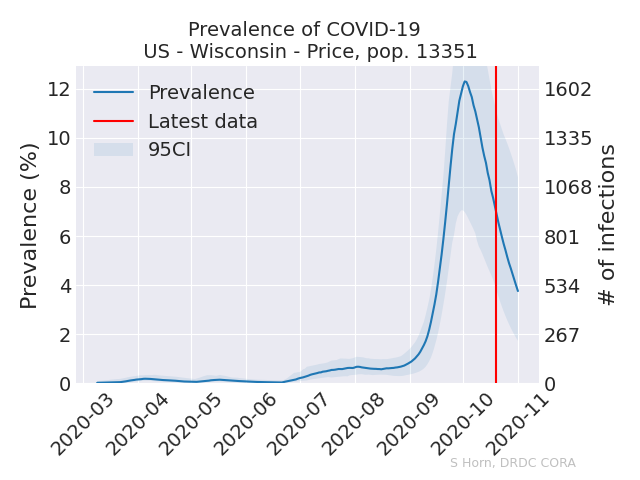 Prevalence of COVID-19
US - Wisconsin - Price, pop. 13351
Prevalence
Latest data
95CI
Prevalence (%)
12
10
8
6
4
2
0
1602
1335
1068
801
534
267
0
# of infections
2020-03
2020-04
2020-05
2020-06
2020-07
2020-08
2020-09
2020-10
2020-11
S Horn, DRDC CORA